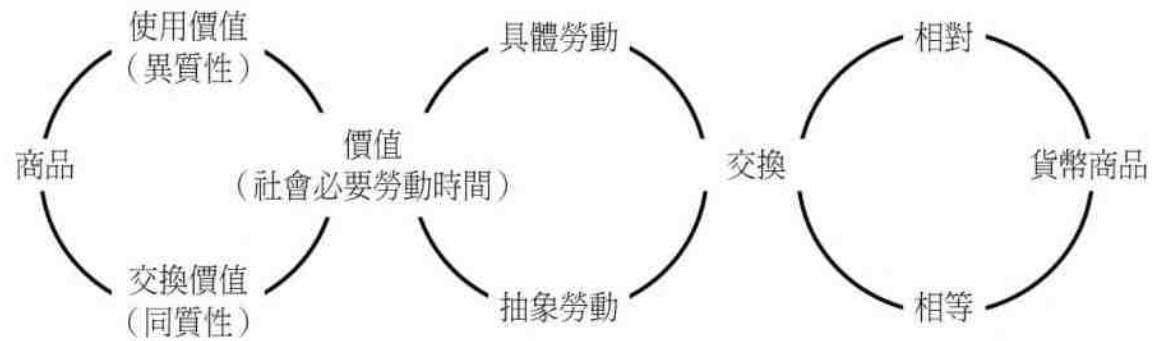 使用價值
（異質性）
具體勞動
相對
商品
價值
（社會必要勞動時間）
交換
貨幣商品
交換價值
（同質性）
抽象勞動
相等